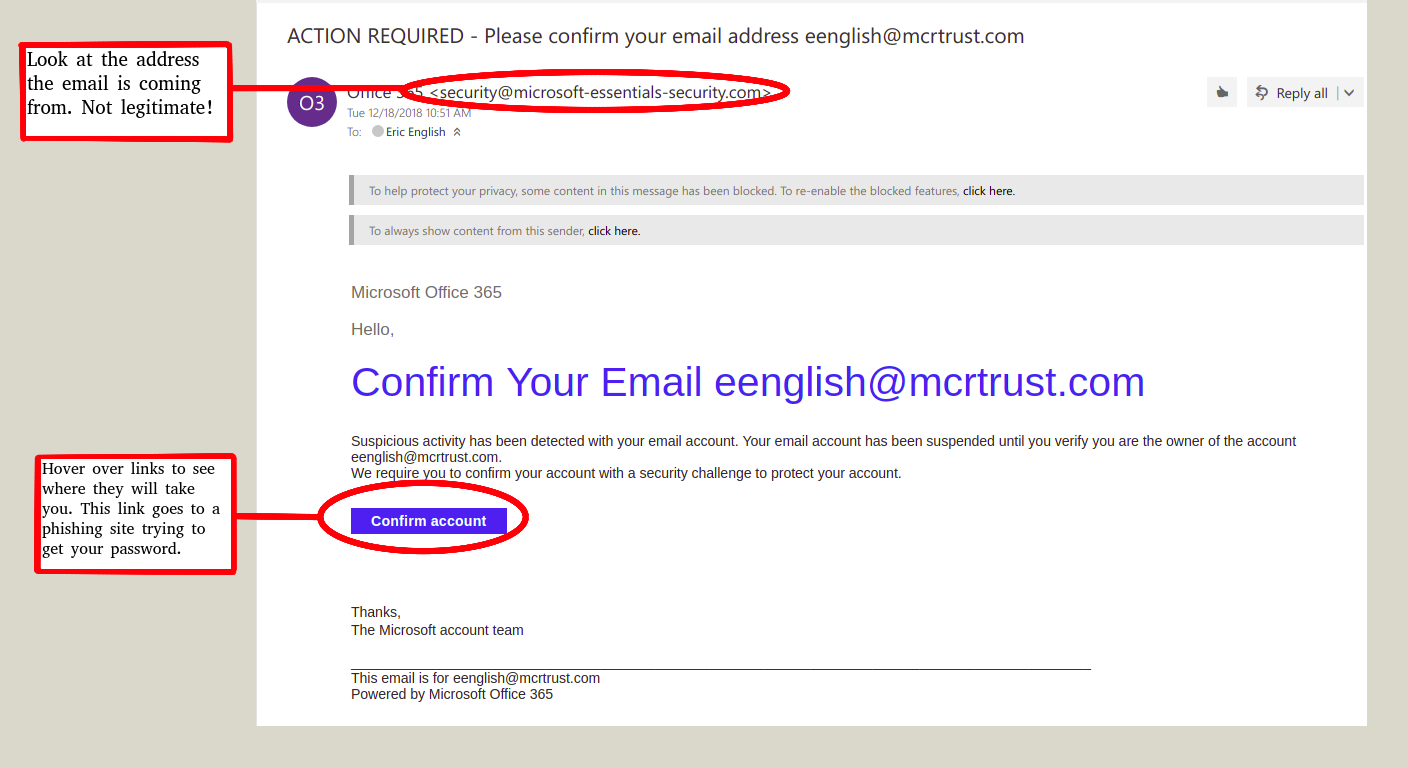 ACTION REQUIRED - Please confirm your email address eenglish@mcrtrust.com
Look at the address
the email is coming
from. Not legitimate!
O3
Office 365 <security@microsoft-essentials-security.com>
Reply all
Tue 12/18/2018 10:51 AM
To: Eric English
To help protect your privacy, some content in this message has been blocked. To re-enable the blocked features, click here.
To always show content from this sender, click here.
Microsoft Office 365
Hello,
Confirm Your Email eenglish@mcrtrust.com
Suspicious activity has been detected with your email account. Your email account has been suspended until you verify you are the owner of the account
eenglish@mcrtrust.com.
We require you to confirm your account with a security challenge to protect your account.
Hover over links to see
where they will take
you. This link goes to a
phishing site trying to
get your password.
Confirm account
Thanks,
The Microsoft account team
This email is for eenglish@mcrtrust.com
Powered by Microsoft Office 365